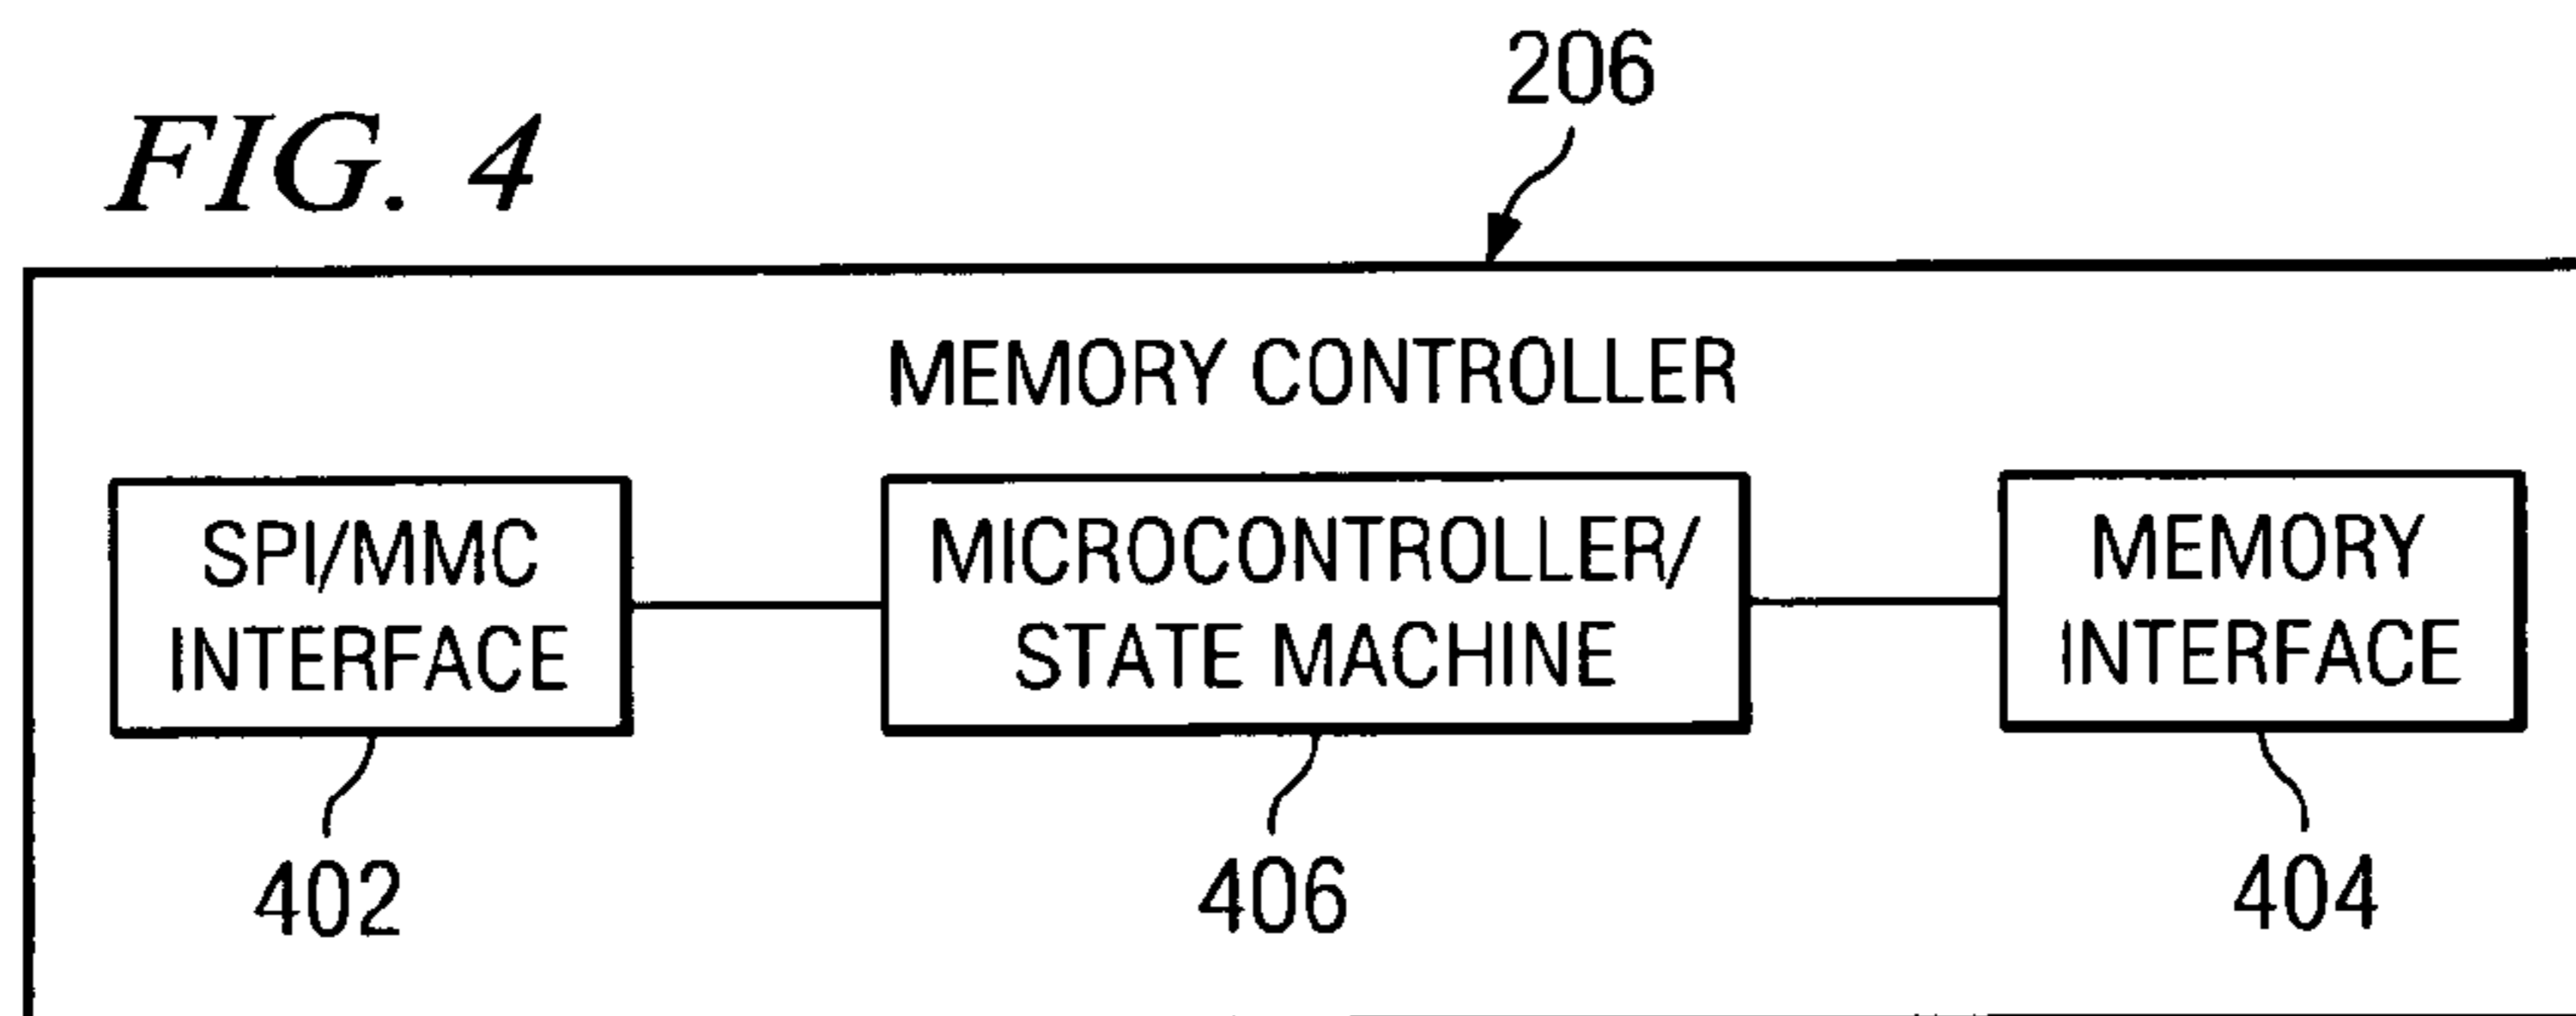 206
FIG. 4
MEMORY CONTROLLER
SPI/MMC
INTERFACE
MICROCONTROLLER/
STATE MACHINE
MEMORY
INTERFACE
402
406
404